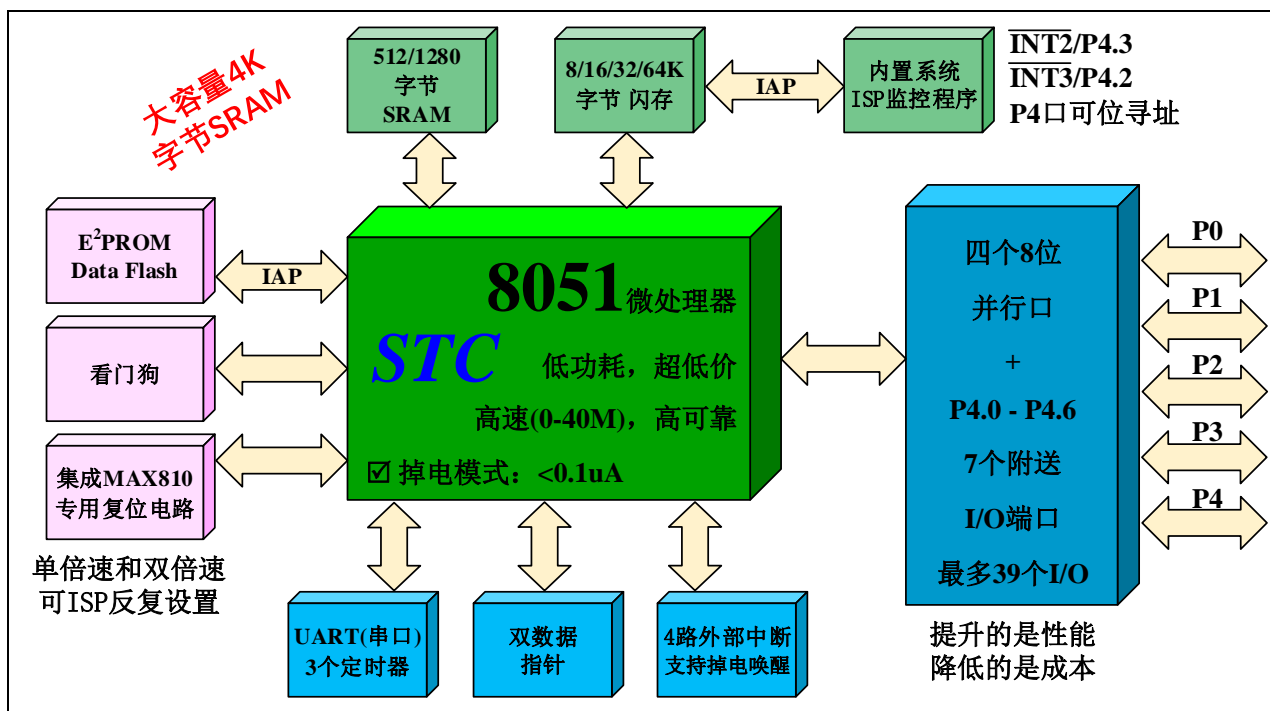 大容量4K
字节SRAM
512/1280
字节
SRAM
8/16/32/64K
字节 闪存
IAP
内置系统
ISP监控程序
INT2/P4.3
INT3/P4.2
P4口可位寻址
E²PROM
Data Flash
IAP
看门狗
集成MAX810
专用复位电路
单倍速和双倍速
可ISP反复设置
8051微处理器
STC
低功耗，超低价
高速(0-40M)，高可靠
☑ 掉电模式：<0.1uA
UART(串口)
3个定时器
双数据
指针
4路外部中断
支持掉电唤醒
四个8位
并行口
+
P4.0 - P4.6
7个附送
I/O端口
最多39个I/O
P0
P1
P2
P3
P4
提升的是性能
降低的是成本